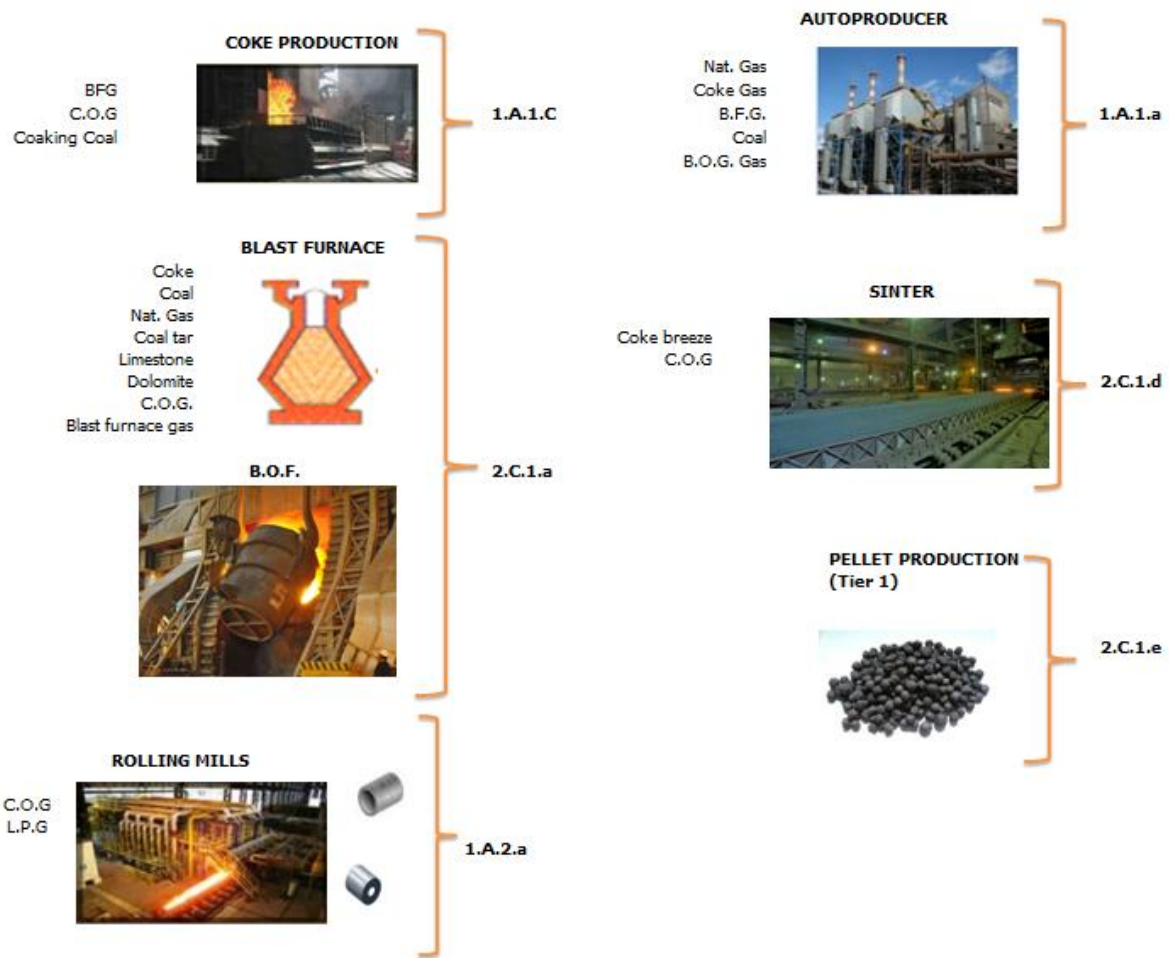 COKE PRODUCTION
BFG
C.O.G
Coaking Coal
1.A.1.C
BLAST FURNACE
Coke
Coal
Nat. Gas
Coal tar
Limestone
Dolomite
C.O.G.
Blast furnace gas
B.O.F.
2.C.1.a
ROLLING MILLS
C.O.G
L.P.G
1.A.2.a
AUTOPRODUCER
Nat. Gas
Coke Gas
B.F.G.
Coal
B.O.G. Gas
1.A.1.a
SINTER
Coke breeze
C.O.G
2.C.1.d
PELLET PRODUCTION
(Tier 1)
2.C.1.e